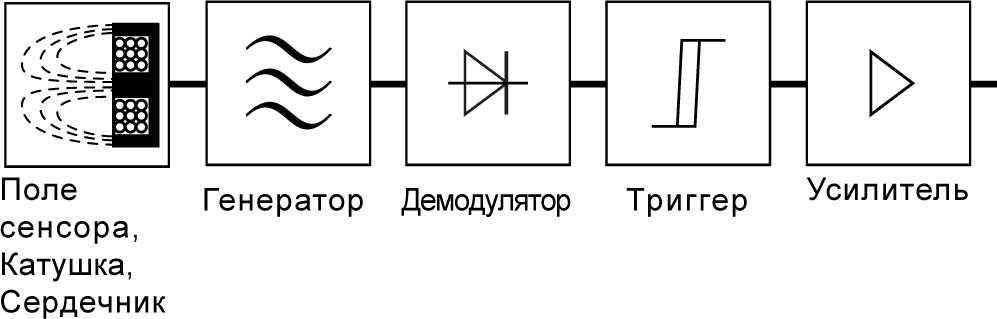 Поле
сенсора,
Катушка,
Сердечник
Генератор
Демодулятор
Триггер
Усилитель